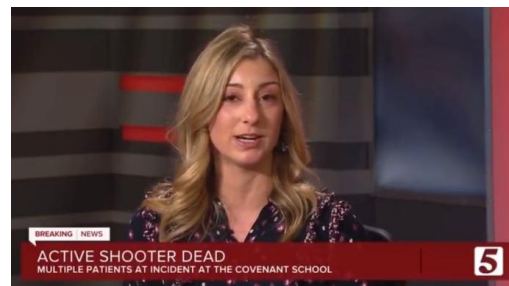 BREAKING NEWS
ACTIVE SHOOTER DEAD
MULTIPLE PATIENTS AT INCIDENT AT THE COVENANT SCHOOL
5